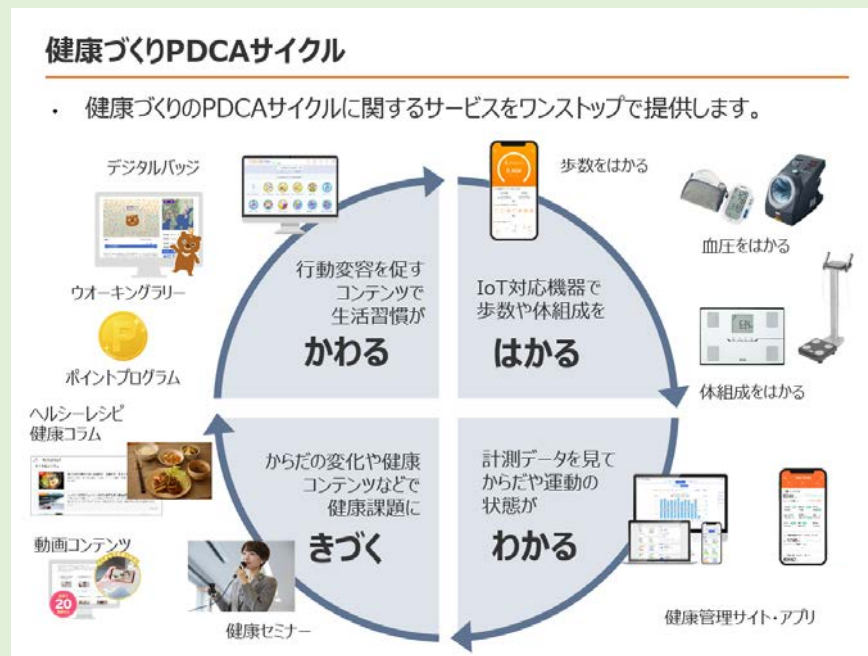 健康づくりPDCAサイクル
・ 健康づくりのPDCAサイクルに関するサービスをワンストップで提供します。
デジタルバッジ
歩数をはかる
血圧をはかる
ウオーキングラリー
行動変容を促す
コンテンツで
生活習慣が
かわる
IoT対応機器で
歩数や体組成を
はかる
ポイントプログラム
体組成をはかる
ヘルシーレシピ
健康コラム
からだの変化や健康
コンテンツなどで
健康課題に
きづく
計測データを見て
からだや運動の
状態が
わかる
動画コンテンツ
20
健康セミナー
健康管理サイト・アプリ